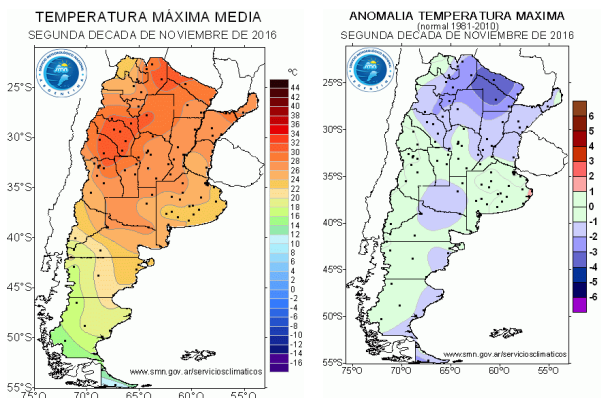 TEMPERATURA MÁXIMA MEDIA
SEGUNDA DECADA DE NOVIEMBRE DE 2016
ºC
44
42
40
38
36
34
32
30
28
26
24
22
20
18
16
14
12
10
8
6
4
2
0
-2
-4
-6
-8
-10
-12
-14
-16
25°S
30°S
35°S
40°S
45°S
50°S
55°S
75°W
70°W
65°W
60°W
55°W
www.smn.gov.ar/serviciosclimaticos
ANOMALIA TEMPERATURA MAXIMA
(normal 1981-2010)
SEGUNDA DECADA DE NOVIEMBRE DE 2016
6
5
4
3
2
1
0
-1
-2
-3
-4
-5
-6
25°S
30°S
35°S
40°S
45°S
50°S
55°S
75°W
70°W
65°W
60°W
55°W
www.smn.gov.ar/serviciosclimaticos